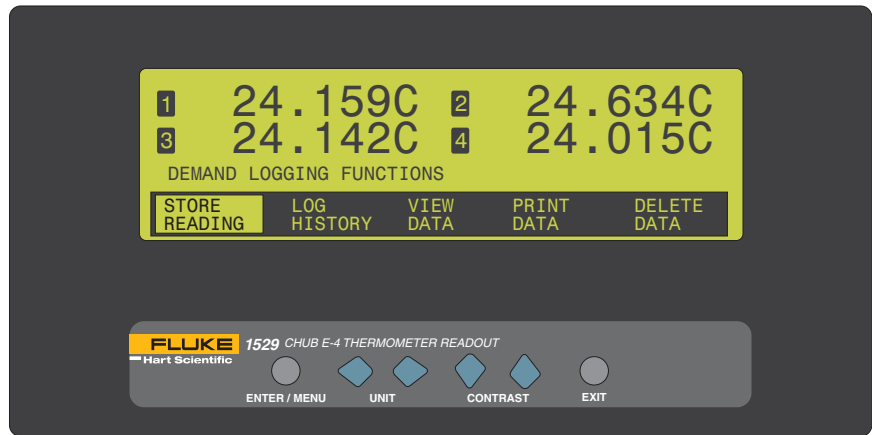 1 24.159C 2 24.634C
3 24.142C 4 24.015C
DEMAND LOGGING FUNCTIONS
STORE READING LOG HISTORY VIEW DATA PRINT DATA DELETE DATA
FLUKE 1529 CHUB E-4 THERMOMETER READOUT
Hart Scientific
ENTER / MENU UNIT CONTRAST EXIT